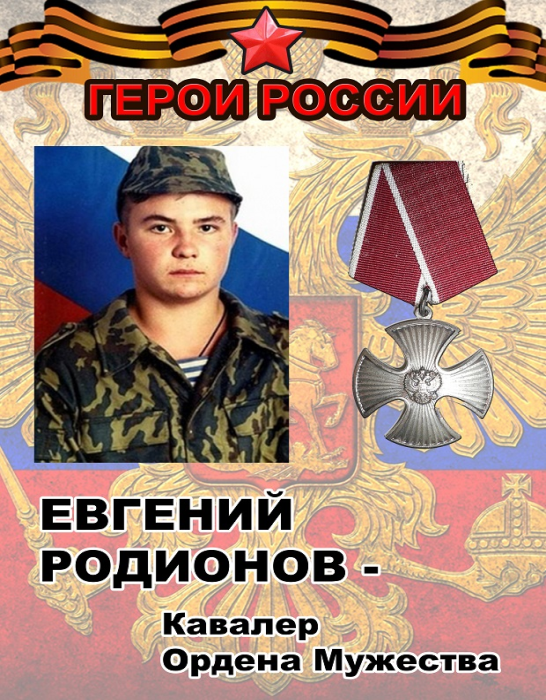 ГЕРОИ РОССИИ
ЕВГЕНИЙ
РОДИОНОВ -
Кавалер
Ордена Мужества